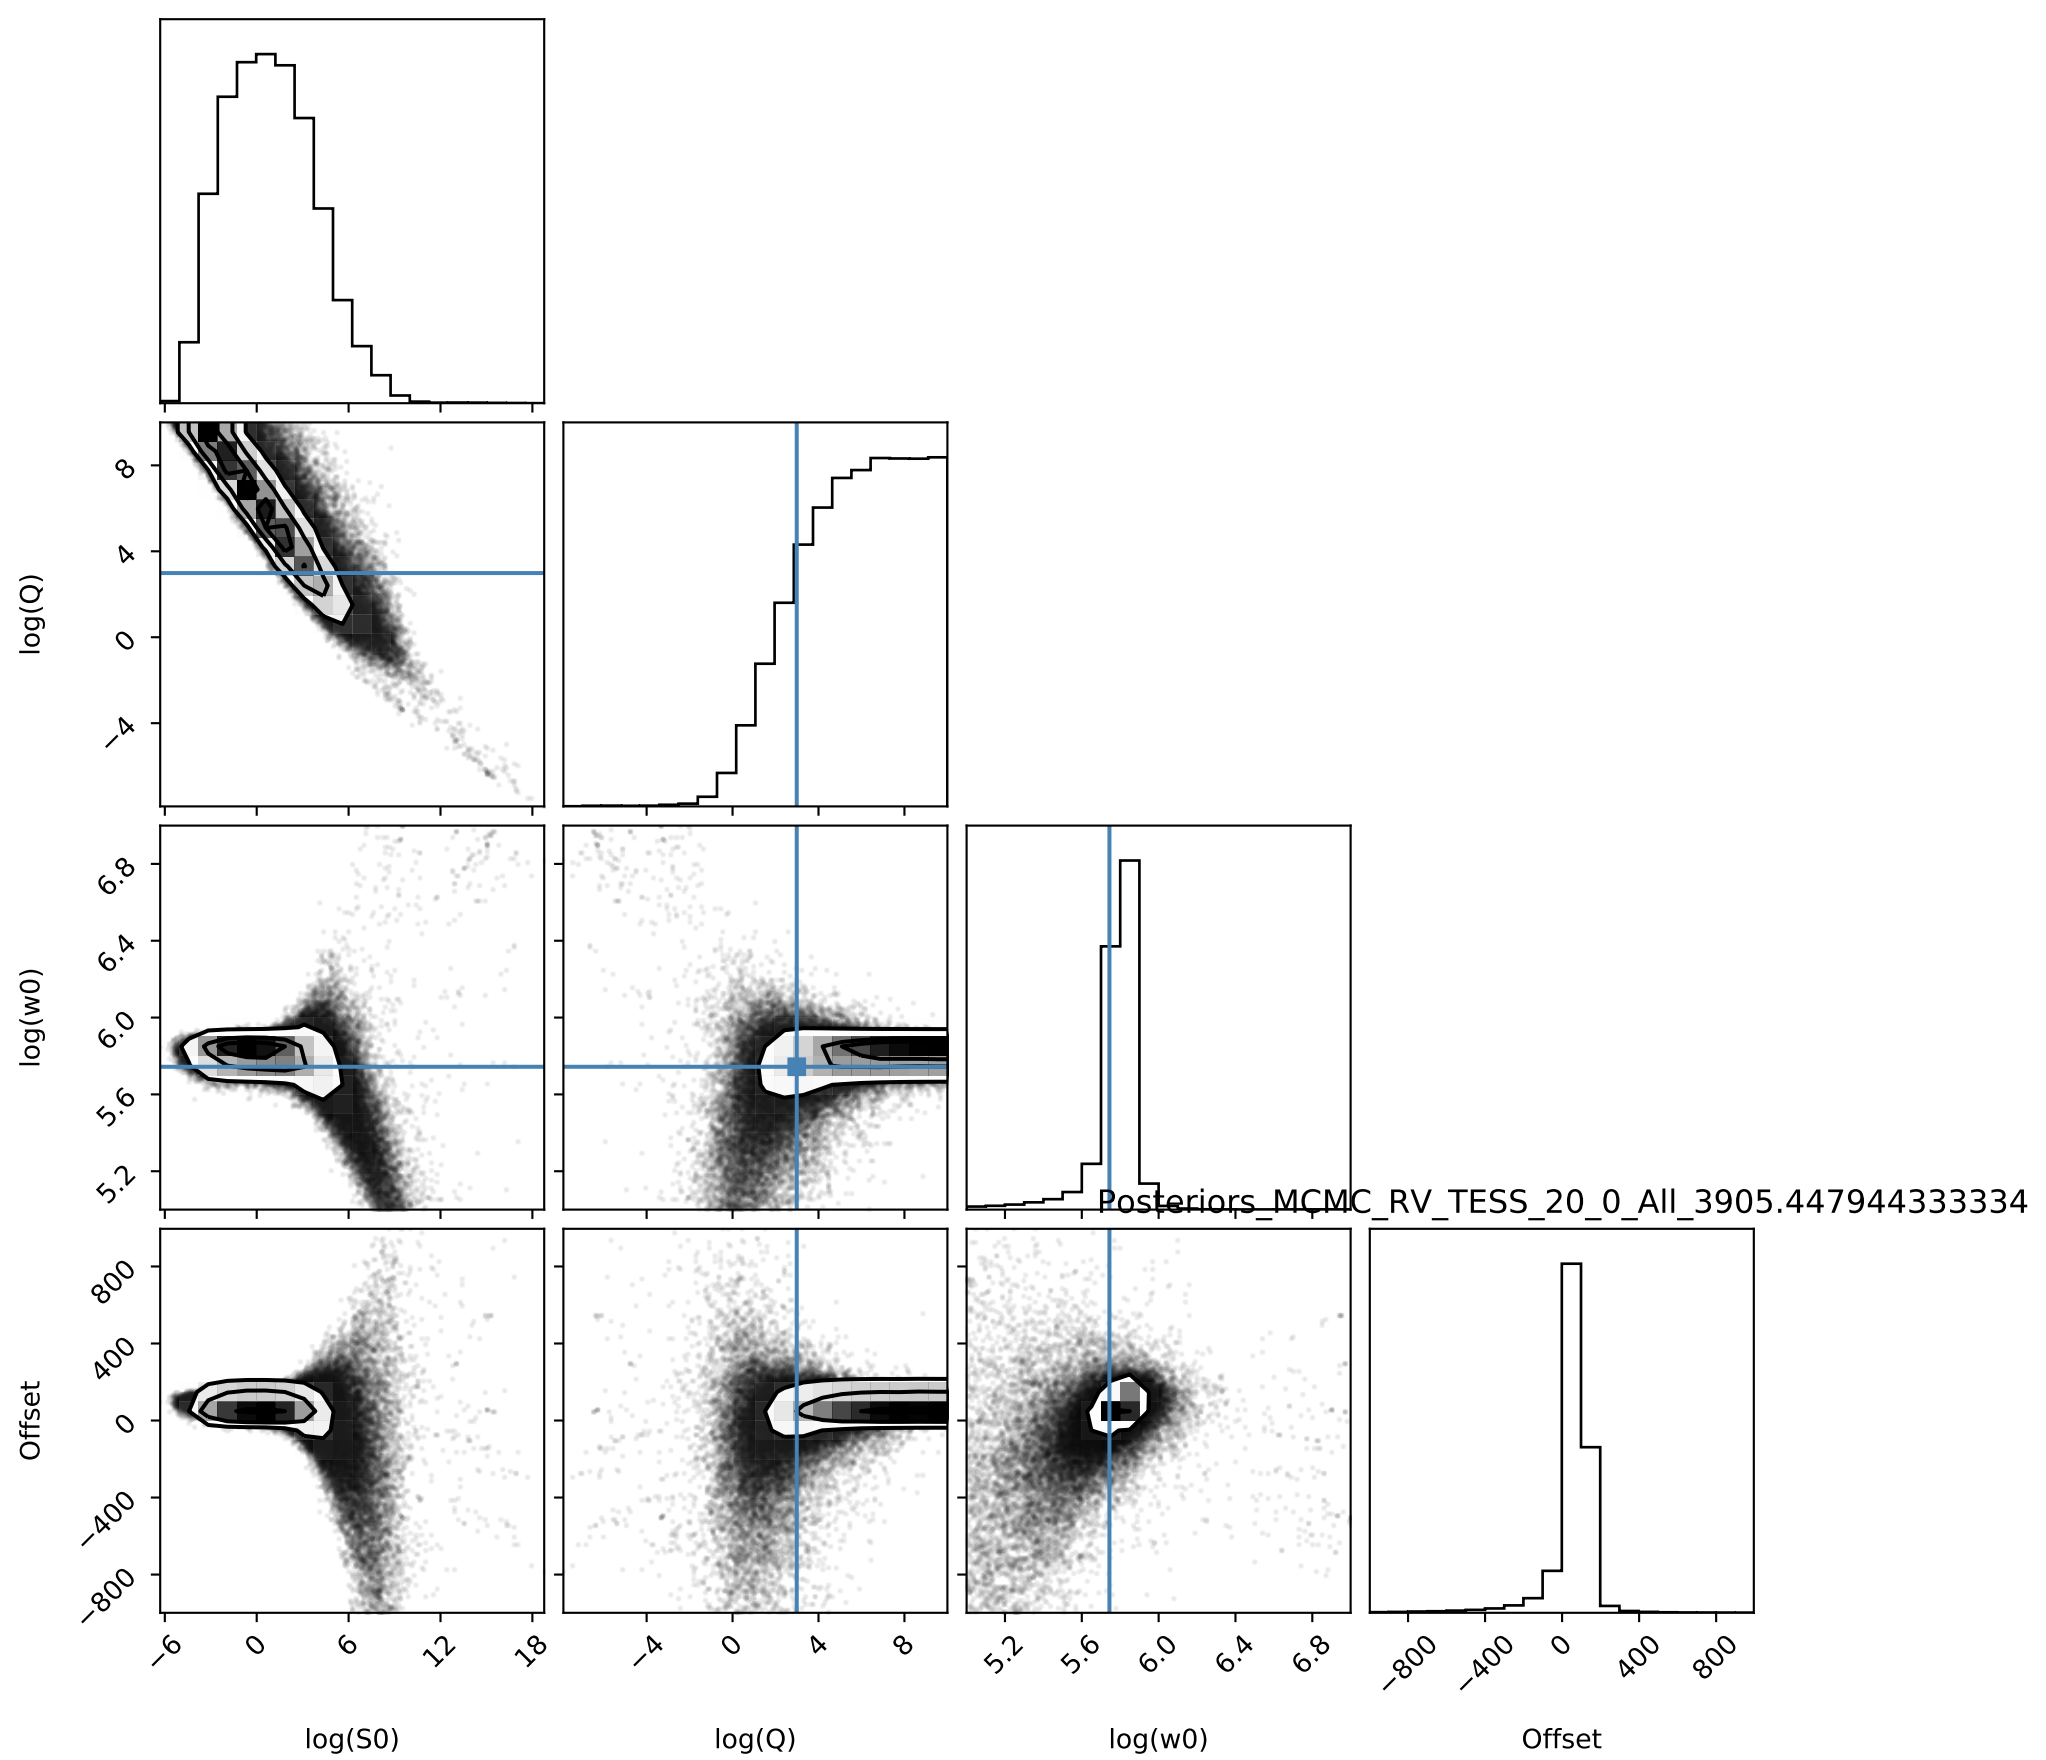 8
4
0
−4
log(Q)
6.8
6.4
6.0
5.6
5.2
log(w0)
Posteriors_MCMC_RV_TESS_20_0_All_3905.447944333334
800
400
0
−400
−800
Offset
−6 0 6 12 18
−4 0 4 8
5.2 5.6 6.0 6.4 6.8
−800 −400 0 400 800
log(S0) log(Q) log(w0) Offset